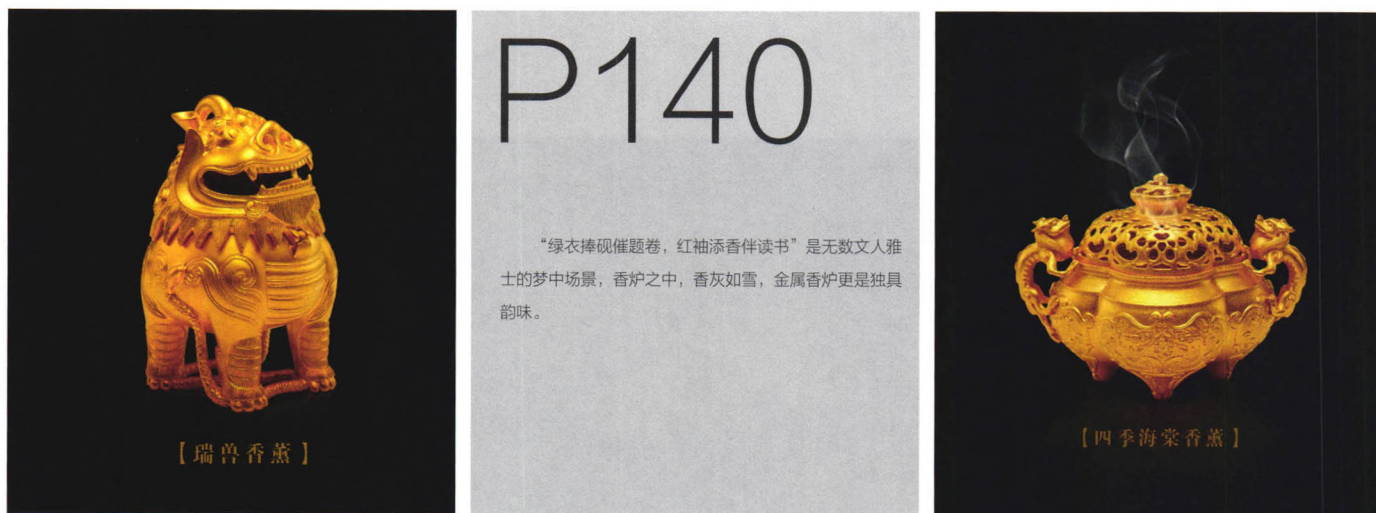 【瑞兽香薰】
P140
“绿衣捧砚催题卷，红袖添香伴读书”是无数文人雅
士的梦中场景，香炉之中，香灰如雪，金属香炉更是独具
韵味。
【四季海棠香薰】